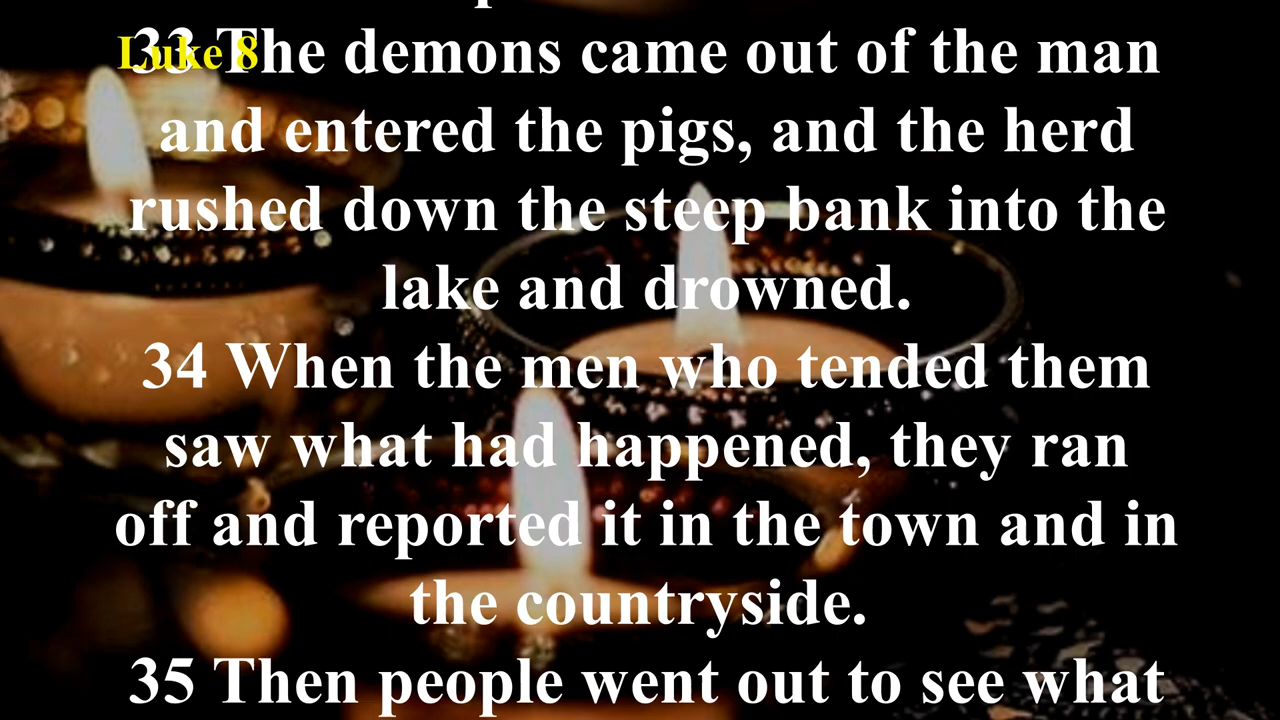 Luke 8
33 The demons came out of the man
and entered the pigs, and the herd
rushed down the steep bank into the
lake and drowned.
34 When the men who tended them
saw what had happened, they ran
off and reported it in the town and in
the countryside.
35 Then people went out to see what